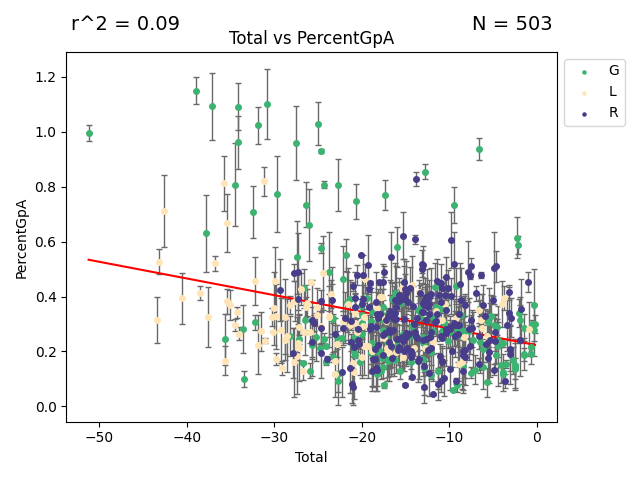 r^2 = 0.09
N = 503
Total vs PercentGpA
G
L
R
PercentGpA
1.2
1.0
0.8
0.6
0.4
0.2
0.0
−50
−40
−30
−20
−10
0
Total